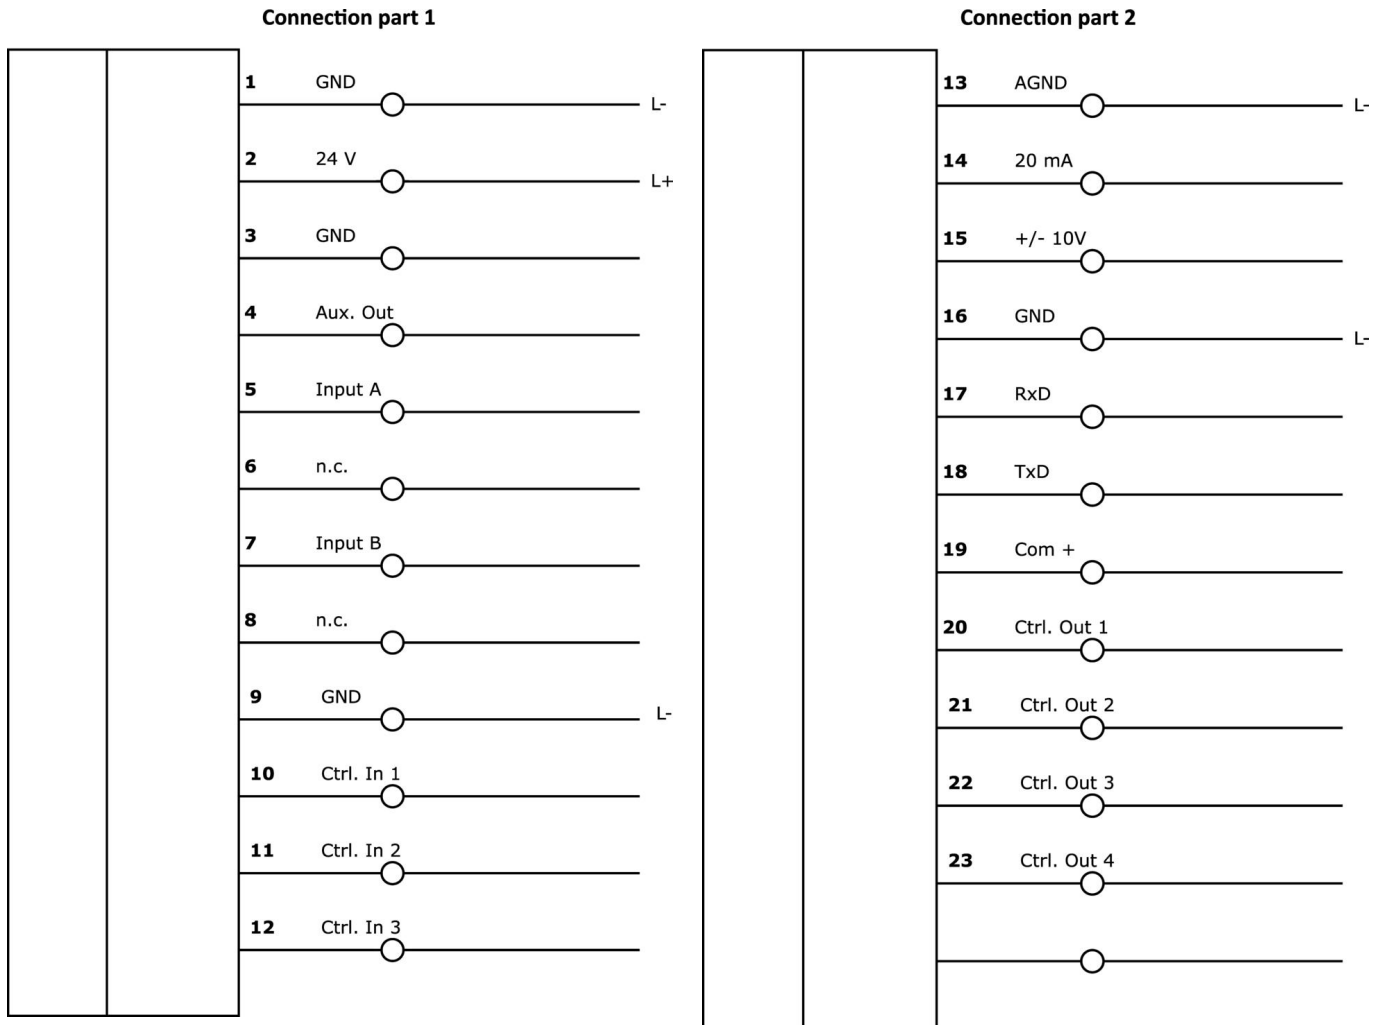 Connection part 1
1 GND
L-
2 24 V
L+
3 GND
4 Aux. Out
5 Input A
6 n.c.
7 Input B
8 n.c.
9 GND
L-
10 Ctrl. In 1
11 Ctrl. In 2
12 Ctrl. In 3
Connection part 2
13 AGND
L-
14 20 mA
15 +/- 10V
16 GND
L-
17 RxD
18 TxD
19 Com +
20 Ctrl. Out 1
21 Ctrl. Out 2
22 Ctrl. Out 3
23 Ctrl. Out 4